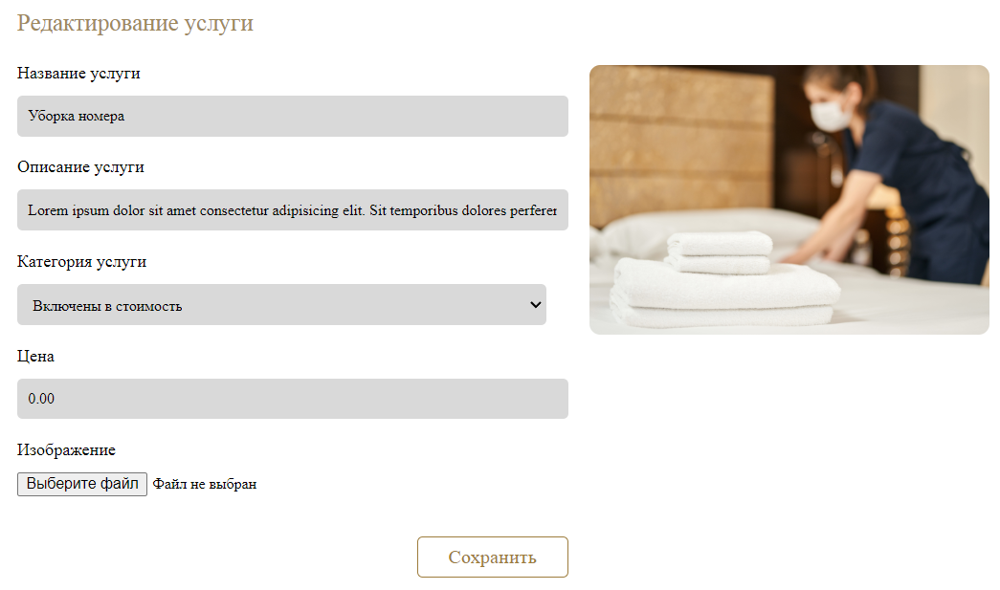 Редактирование услуги
Название услуги
Уборка номера
Описание услуги
Lorem ipsum dolor sit amet consectetur adipisicing elit. Sit temporibus dolores
Категория услуги
Включены в стоимость
Цена
0.00
Изображение
Выберите файл Файл не выбран
Сохранить